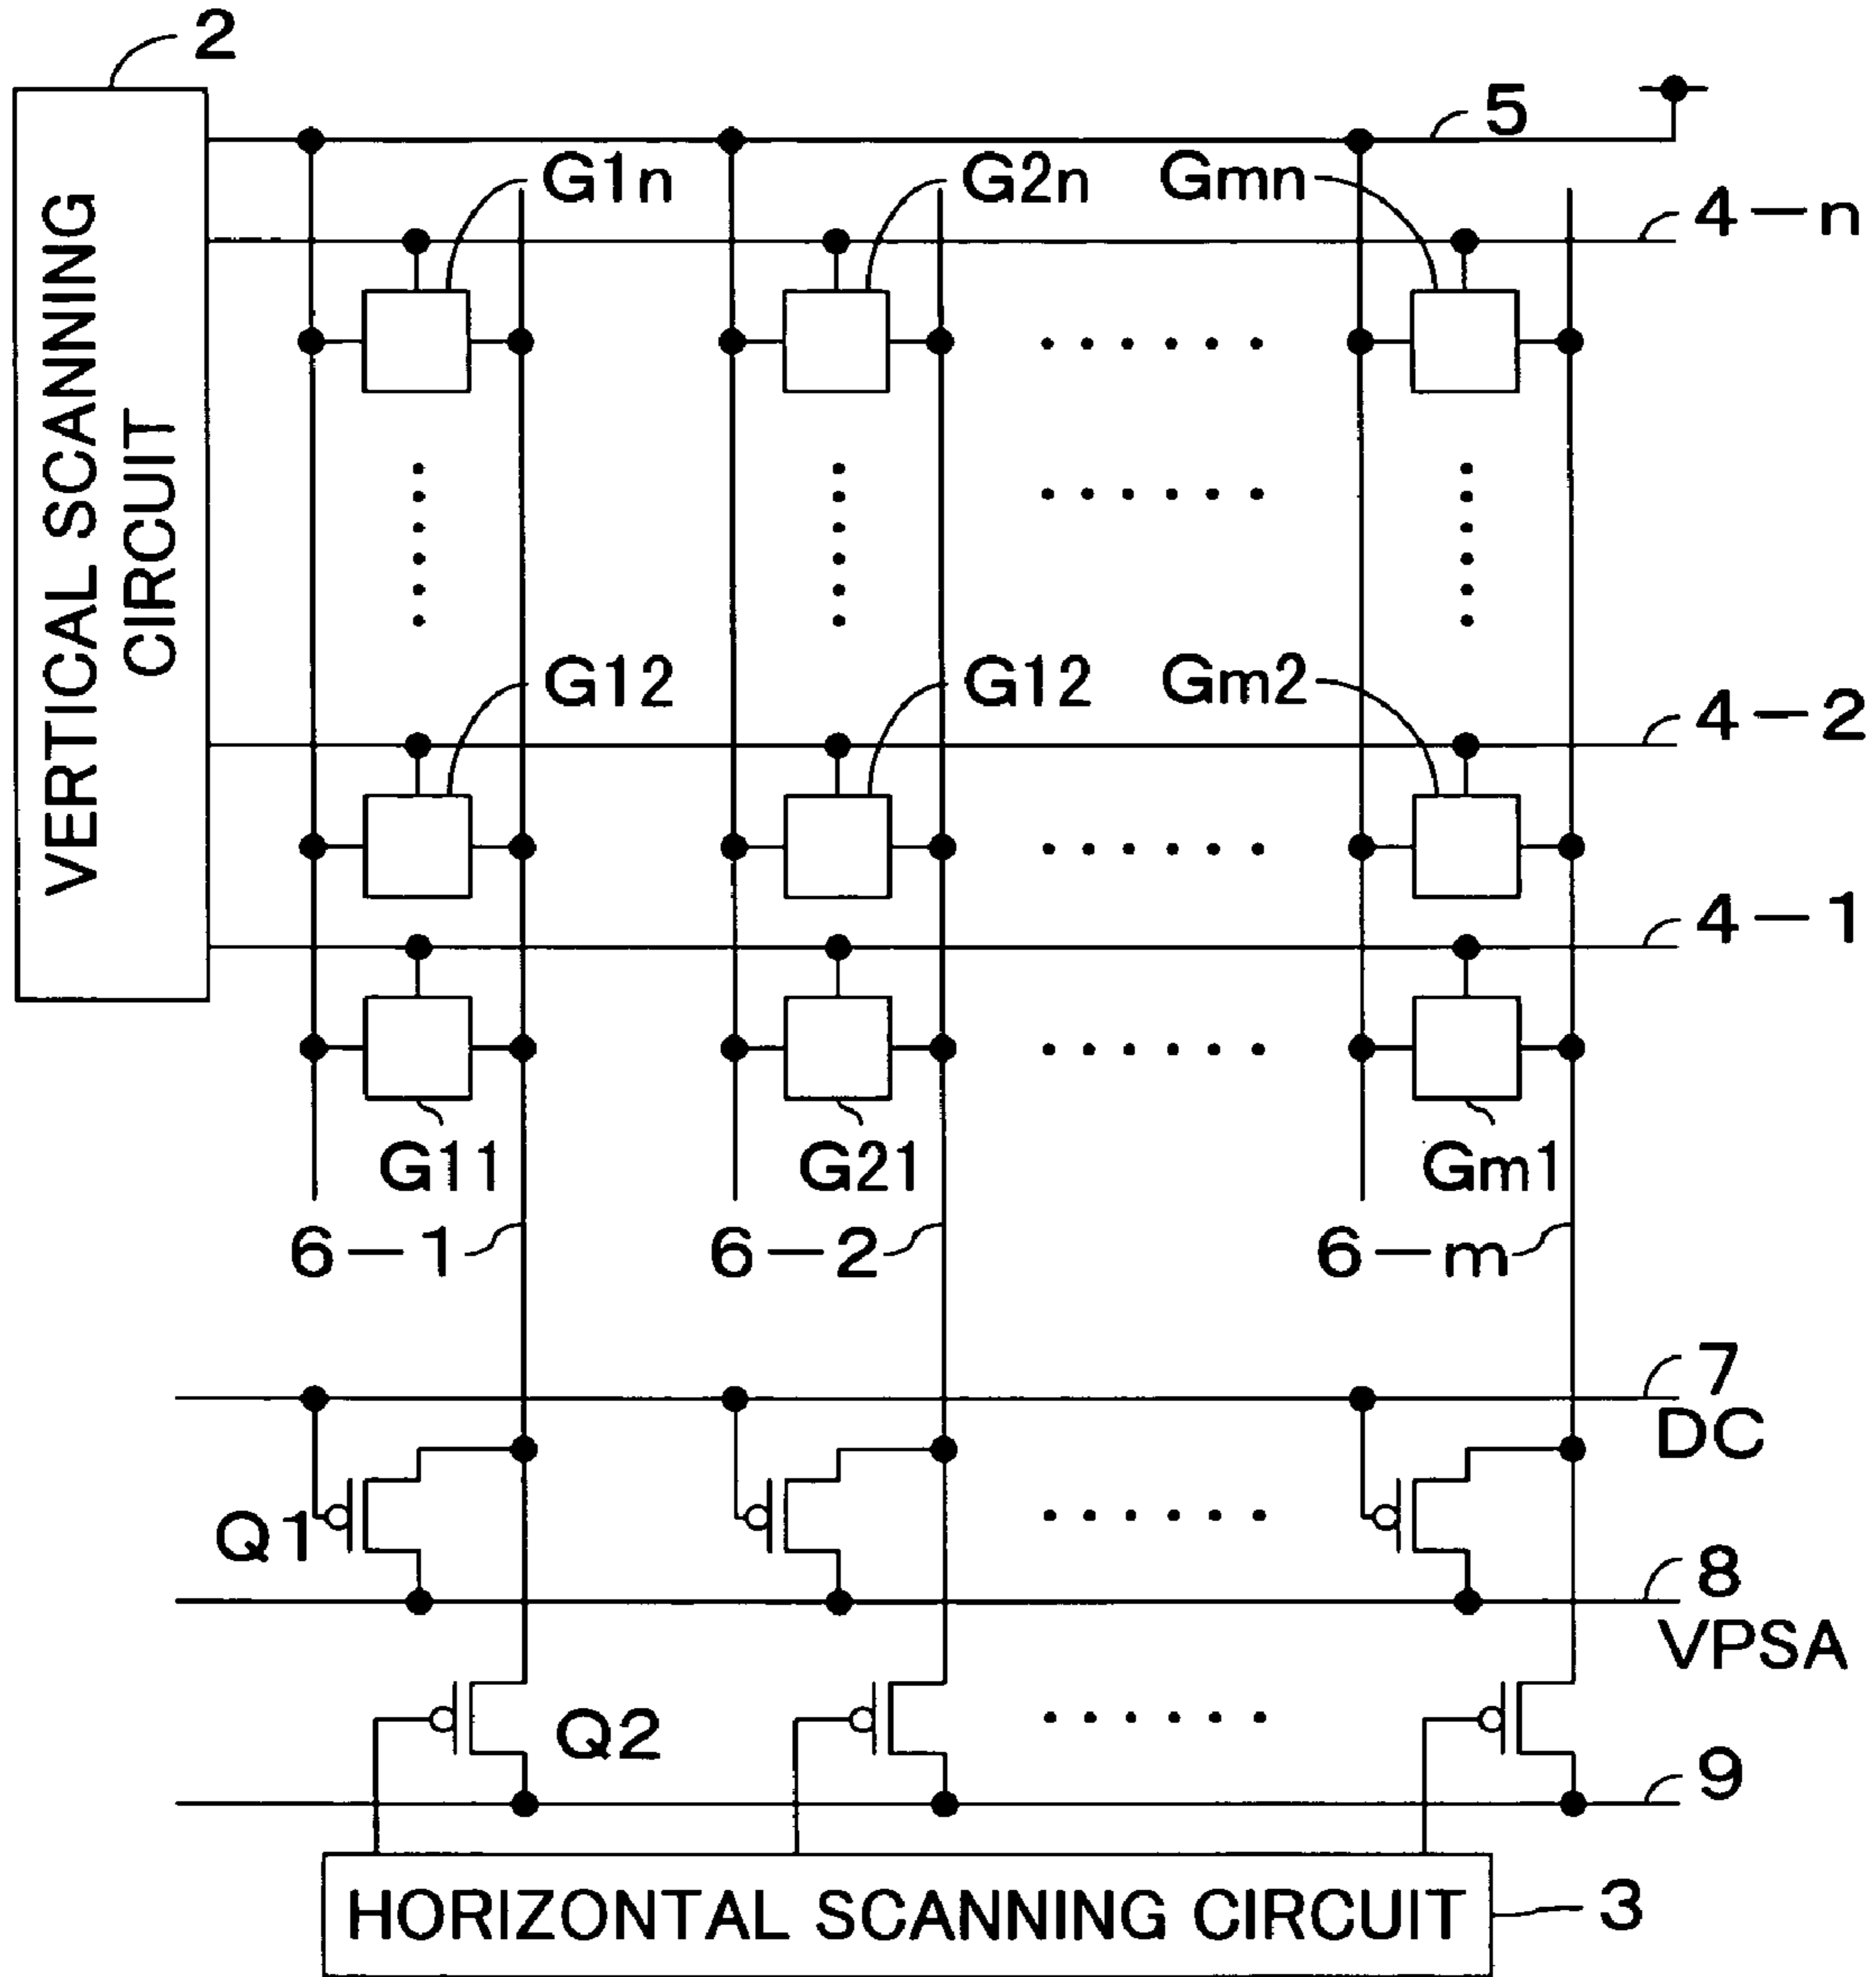 2
VERTICAL SCANNING
CIRCUIT
5
G1n
G2n
Gmn
4-n
G12
G12
Gm2
4-2
4-1
G11
G21
Gm1
6-1
6-2
6-m
7
DC
Q1
8
VPSA
Q2
9
HORIZONTAL SCANNING CIRCUIT
3